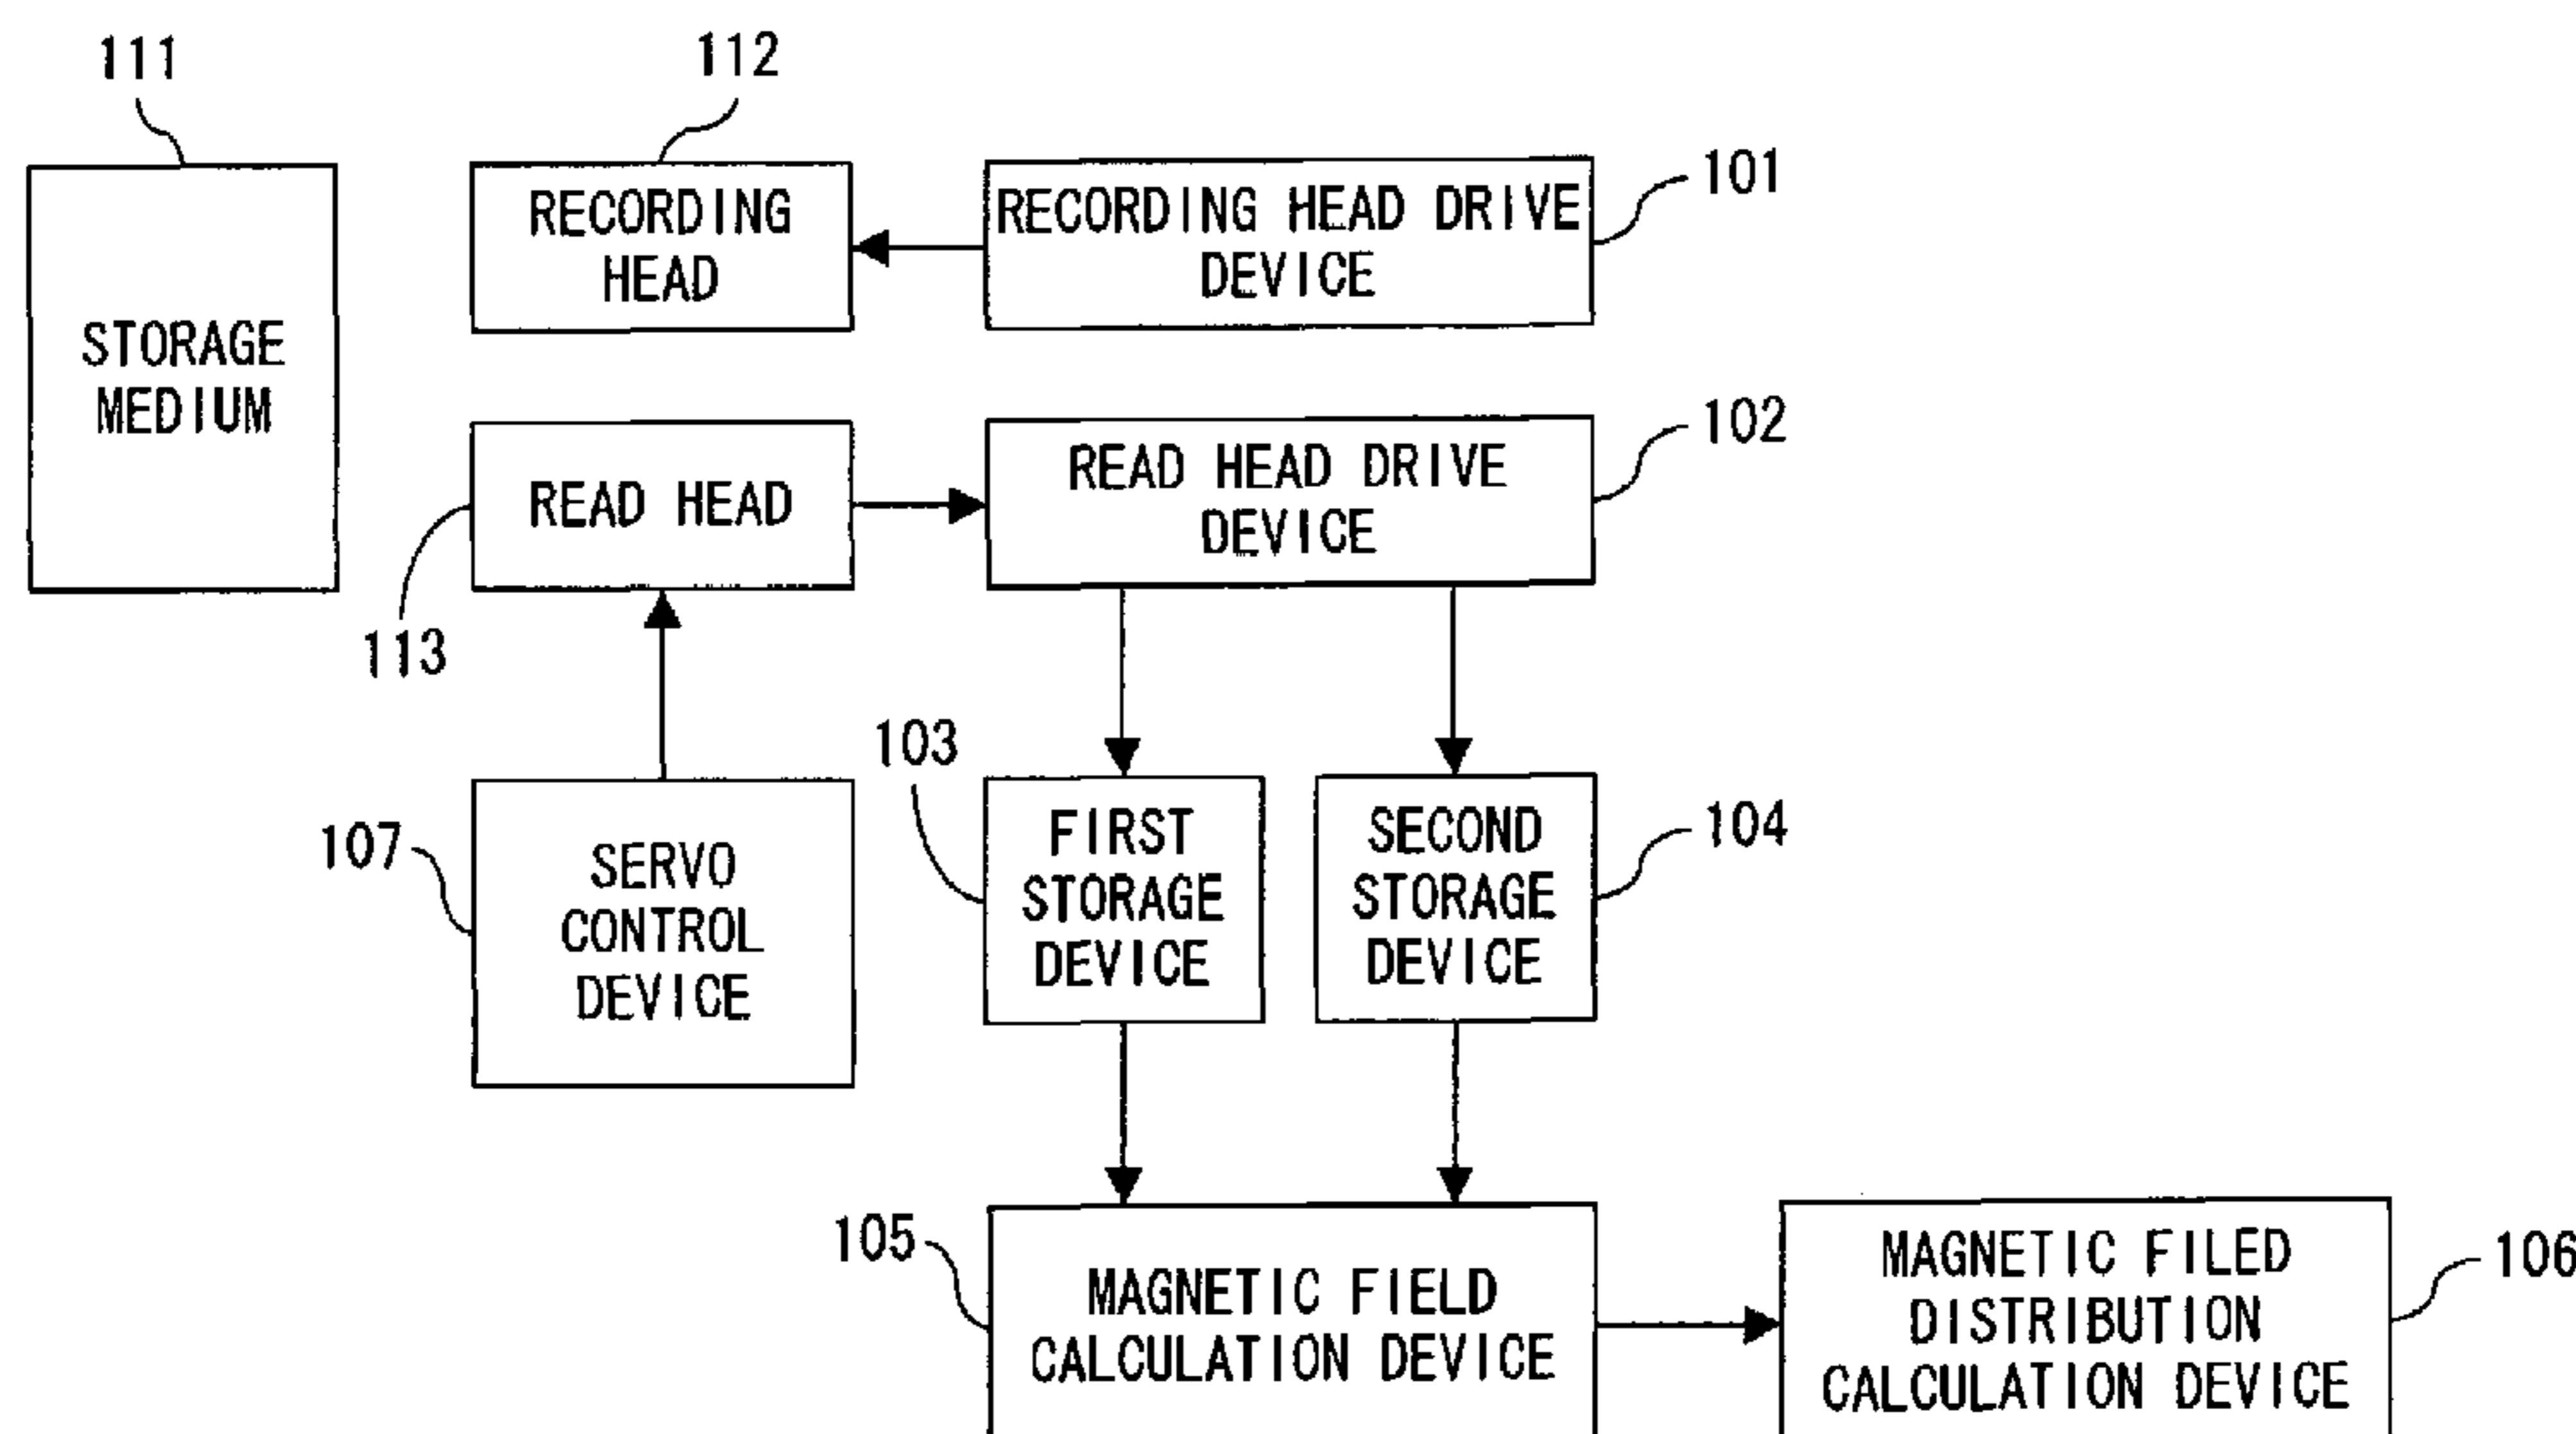 111
112
RECORDING
HEAD
RECORDING HEAD DRIVE
DEVICE
101
STORAGE
MEDIUM
READ HEAD
113
READ HEAD DRIVE
DEVICE
102
107
SERVO
CONTROL
DEVICE
103
FIRST
STORAGE
DEVICE
SECOND
STORAGE
DEVICE
104
105
MAGNETIC FIELD
CALCULATION DEVICE
MAGNETIC FILED
DISTRIBUTION
CALCULATION DEVICE
106